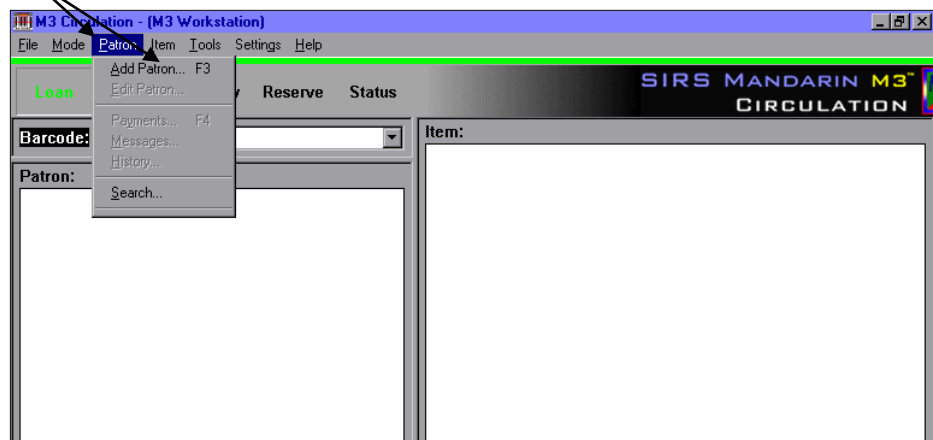 M3 Circulation - (M3 Workstation)
File Mode Patron Item Tools Settings Help
Loan Reserve Status
SIRS MANDARIN M3™
CIRCULATION
Add Patron... F3
Edit Patron...
Payments... F4
Messages...
History...
Search...
Barcode:
Item:
Patron: